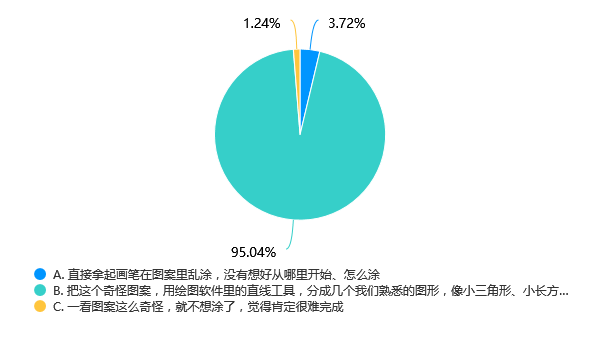 1.24% 3.72%
95.04%
A. 直接拿起画笔在图案里乱涂，没有想好从哪里开始、怎么涂
B. 把这个奇怪图案，用绘图软件里的直线工具，分成几个我们熟悉的图形，像小三角形、小长方...
C. 一看图案这么奇怪，就不想涂了，觉得肯定很难完成